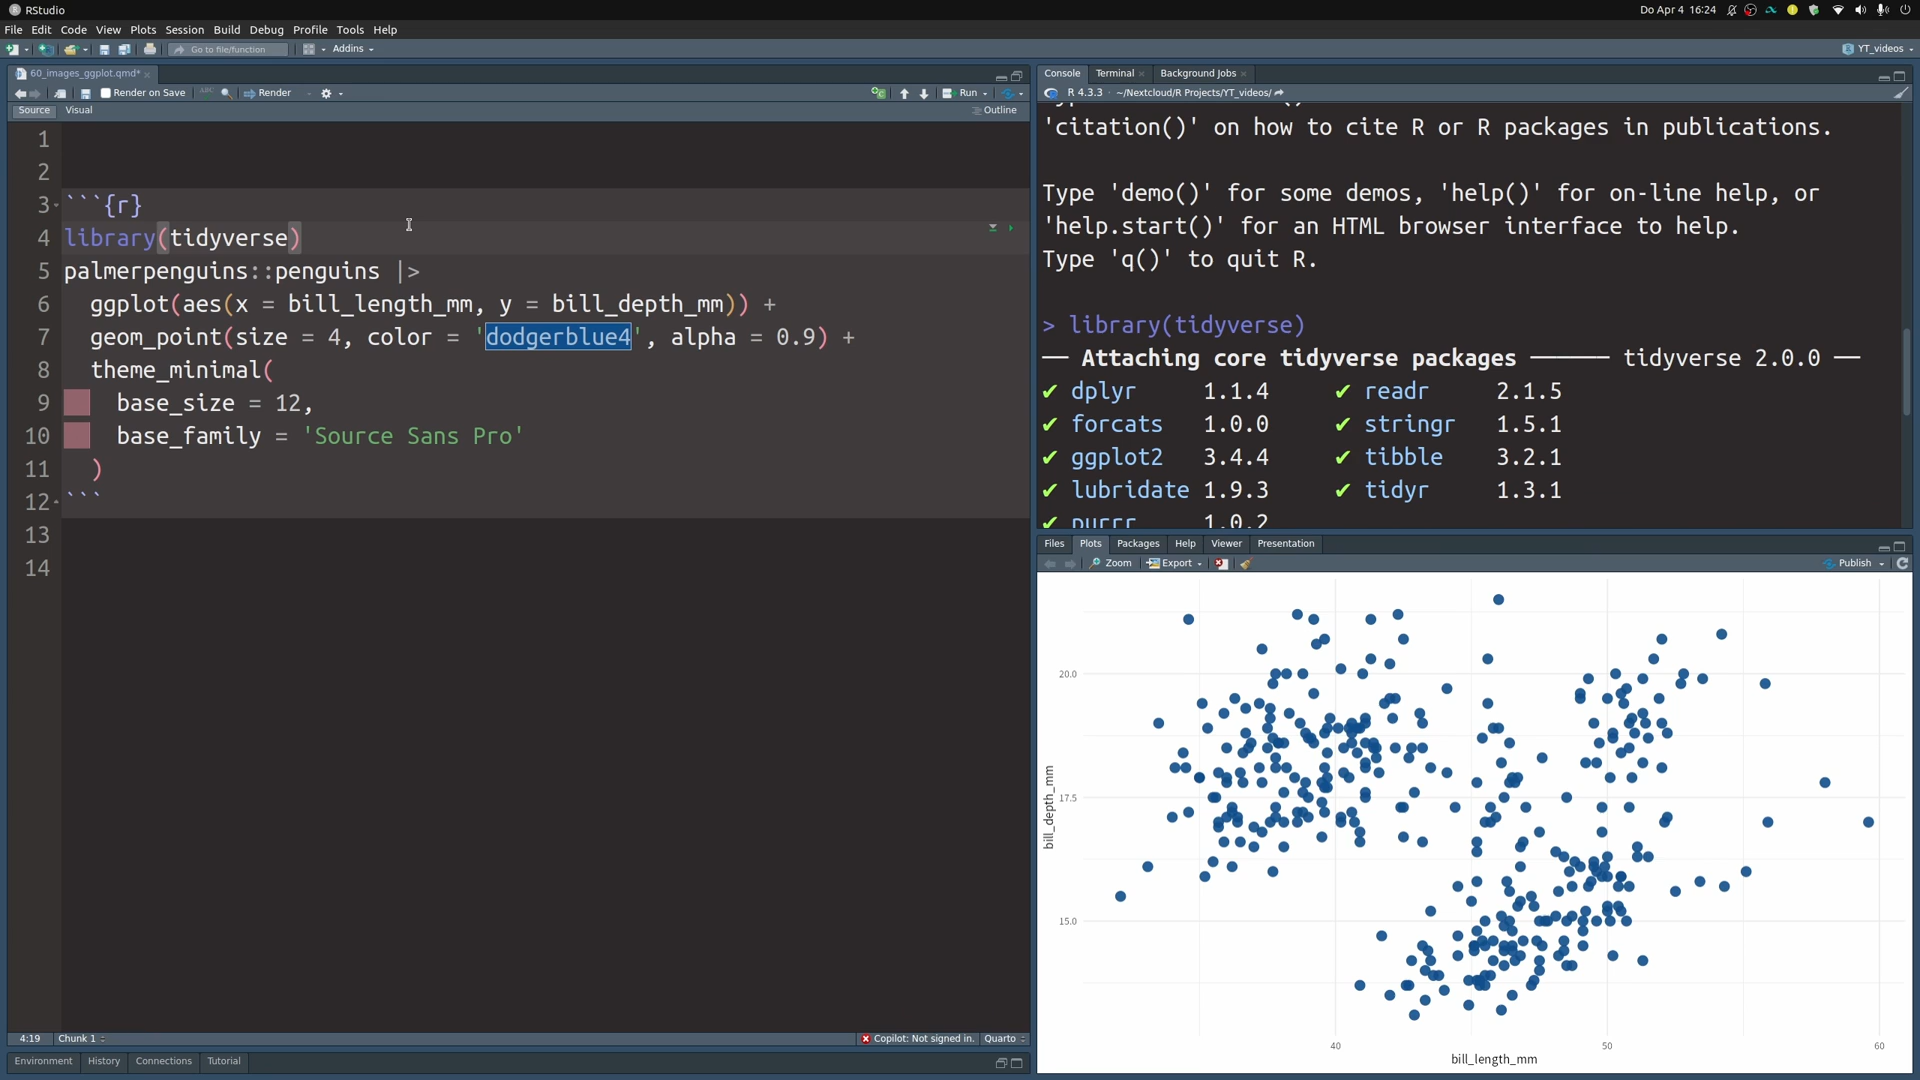 RStudio
Do Apr 4 16:24
File Edit Code View Plots Session Build Debug Profile Tools Help
Go to file/function
Addins
YT_videos
60_images_ggplot.qmd*
Render on Save
ABC
Render
Run
Source Visual
Outline
1
2
3 ```{r}
4 library(tidyverse)
5 palmerpenguins::penguins |>
6 ggplot(aes(x = bill_length_mm, y = bill_depth_mm)) +
7 geom_point(size = 4, color = 'dodgerblue4', alpha = 0.9) +
8 theme_minimal(
9 base_size = 12,
10 base_family = 'Source Sans Pro'
11 )
12 ```
13
14
4:19 Chunk 1
Copilot: Not signed in.
Quarto
Environment History Connections Tutorial
Console Terminal Background Jobs
R 4.3.3 · ~/Nextcloud/R Projects/YT_videos/
'citation()' on how to cite R or R packages in publications.
Type 'demo()' for some demos, 'help()' for on-line help, or
'help.start()' for an HTML browser interface to help.
Type 'q()' to quit R.
> library(tidyverse)
── Attaching core tidyverse packages ────── tidyverse 2.0.0 ──
✔ dplyr 1.1.4 ✔ readr 2.1.5
✔ forcats 1.0.0 ✔ stringr 1.5.1
✔ ggplot2 3.4.4 ✔ tibble 3.2.1
✔ lubridate 1.9.3 ✔ tidyr 1.3.1
✔ purrr 1.0.2
Files Plots Packages Help Viewer Presentation
Zoom Export
Publish
20.0
17.5
15.0
bill_depth_mm
40 50 60
bill_length_mm